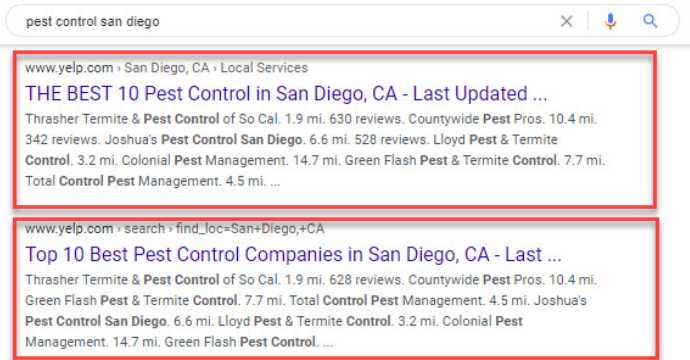 pest control san diego
www.yelp.com › San Diego, CA › Local Services
THE BEST 10 Pest Control in San Diego, CA - Last Updated ...
Thrasher Termite & Pest Control of So Cal. 1.9 mi. 630 reviews. Countywide Pest Pros. 10.4 mi.
342 reviews. Joshua's Pest Control San Diego. 6.6 mi. 528 reviews. Lloyd Pest & Termite
Control. 3.2 mi. Colonial Pest Management. 14.7 mi. Green Flash Pest & Termite Control. 7.7 mi.
Total Control Pest Management. 4.5 mi. ...
www.yelp.com › search › find_loc=San+Diego,+CA
Top 10 Best Pest Control Companies in San Diego, CA - Last ...
Thrasher Termite & Pest Control of So Cal. 1.9 mi. 628 reviews. Countywide Pest Pros. 10.4 mi.
Green Flash Pest & Termite Control. 7.7 mi. Total Control Pest Management. 4.5 mi. Joshua's
Pest Control San Diego. 6.6 mi. Lloyd Pest & Termite Control. 3.2 mi. Colonial Pest
Management. 14.7 mi. Green Flash Pest Control. ...